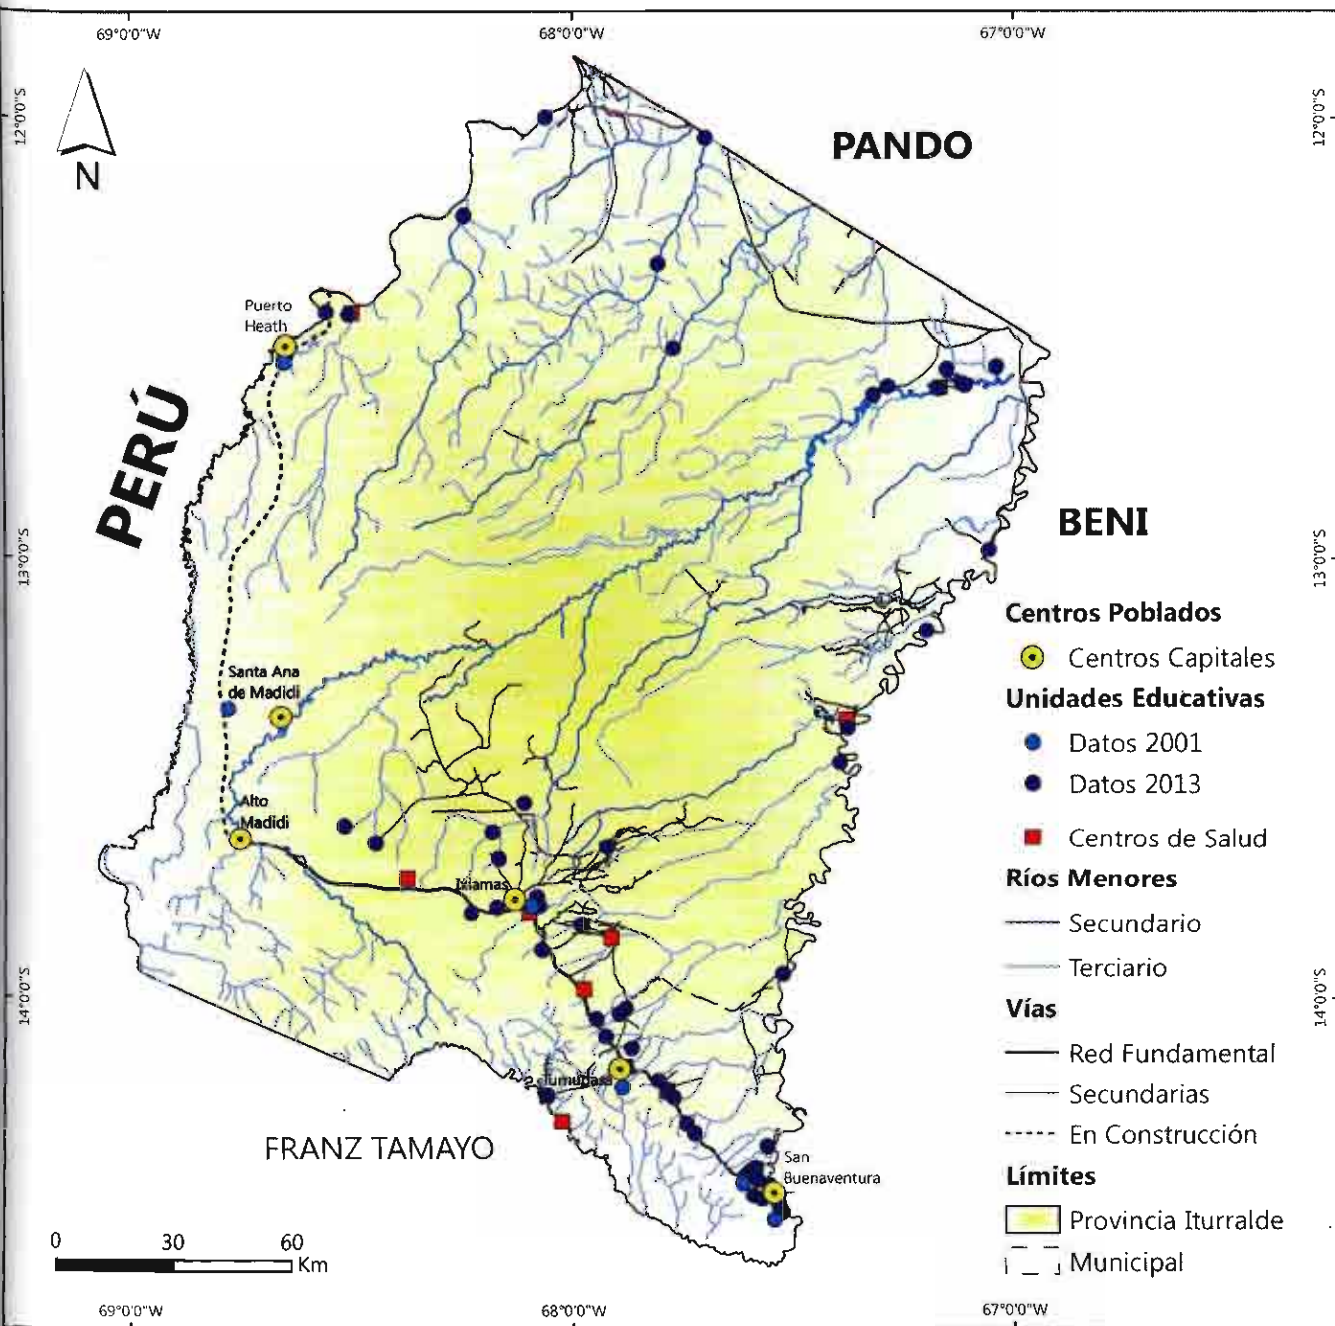 69°0'0"W
68°0'0"W
67°0'0"W
12°0'0"S
12°0'0"S
N
PANDO
Puerto
Heath
PERÚ
BENI
13°0'0"S
13°0'0"S
Santa Ana
de Madidi
Alto
Madidi
Ixiamas
14°0'0"S
14°0'0"S
Tumupasa
FRANZ TAMAYO
San
Buenaventura
Centros Poblados
Centros Capitales
Unidades Educativas
Datos 2001
Datos 2013
Centros de Salud
Ríos Menores
Secundario
Terciario
Vías
Red Fundamental
Secundarias
En Construcción
Límites
Provincia Iturralde
Municipal
0 30 60
Km
69°0'0"W
68°0'0"W
67°0'0"W